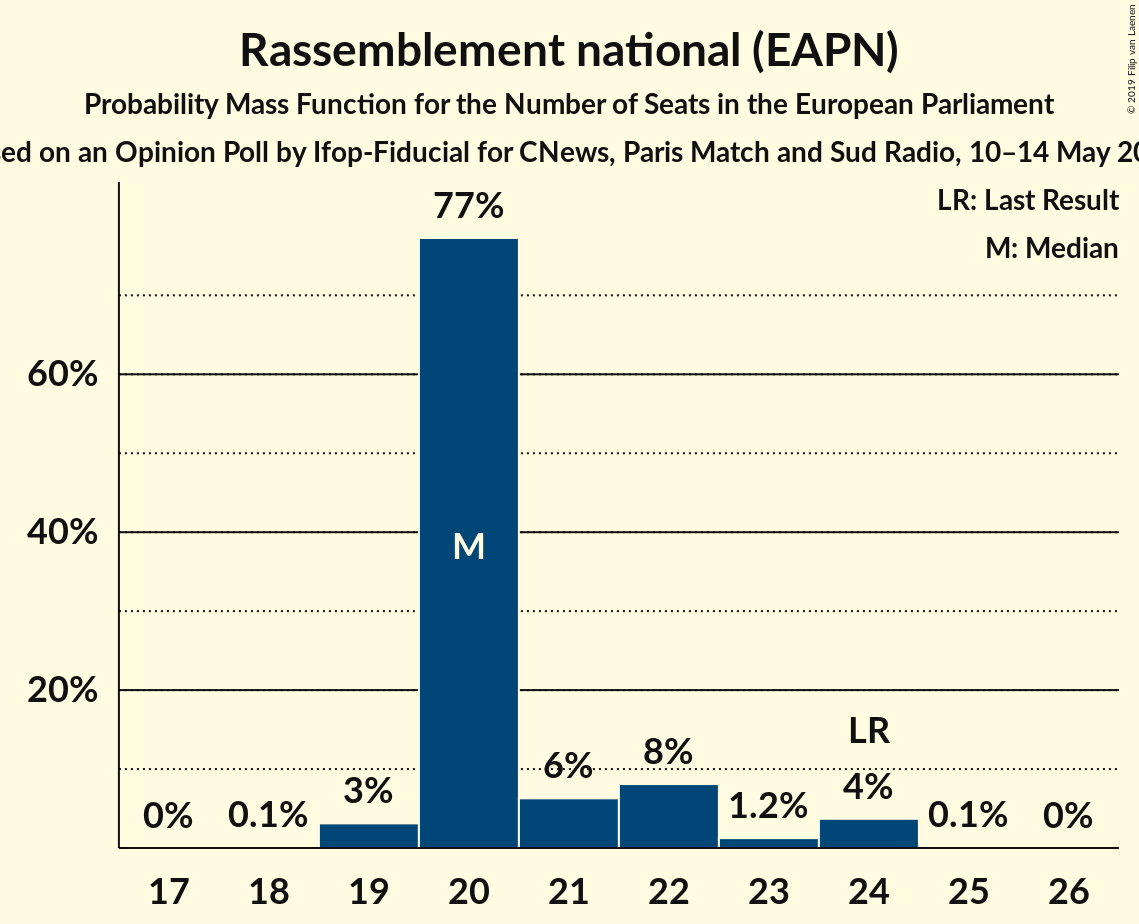 Rassemblement national (EAPN)
Probability Mass Function for the Number of Seats in the European Parliament
on an Opinion Poll by Ifop-Fiducial for CNews, Paris Match and Sud Radio, 10–14 May
© 2019 Filip van Laenen
LR: Last Result
M: Median
77%
60%
40%
20%
M
LR
0%
0.1%
3%
6%
8%
1.2%
4%
0.1%
0%
17 18 19 20 21 22 23 24 25 26